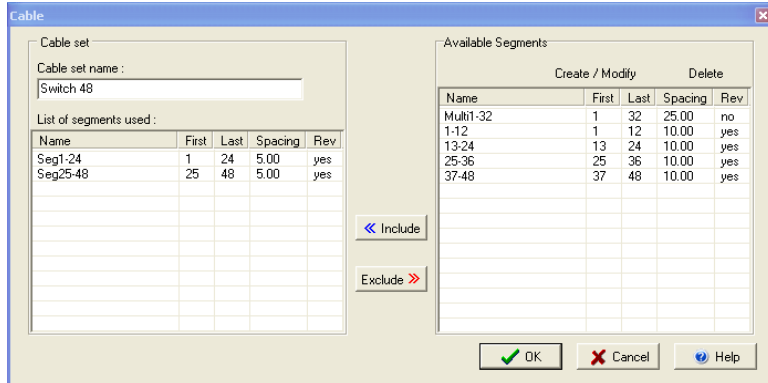 Cable
Cable set
Cable set name :
Switch 48
List of segments used :
Name First Last Spacing Rev
Seg1-24 1 24 5.00 yes
Seg25-48 25 48 5.00 yes
« Include
Exclude »
Available Segments
Create / Modify Delete
Name First Last Spacing Rev
Multi1-32 1 32 25.00 no
1-12 1 12 10.00 yes
13-24 13 24 10.00 yes
25-36 25 36 10.00 yes
37-48 37 48 10.00 yes
OK Cancel Help